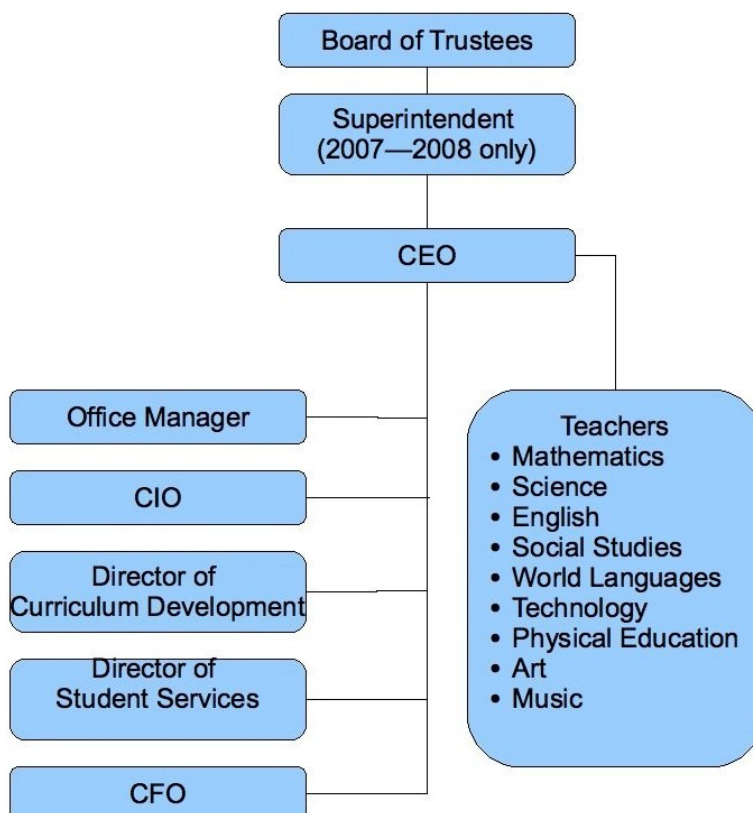 Board of Trustees
Superintendent
(2007—2008 only)
CEO
Office Manager
CIO
Director of
Curriculum Development
Director of
Student Services
CFO
Teachers
• Mathematics
• Science
• English
• Social Studies
• World Languages
• Technology
• Physical Education
• Art
• Music